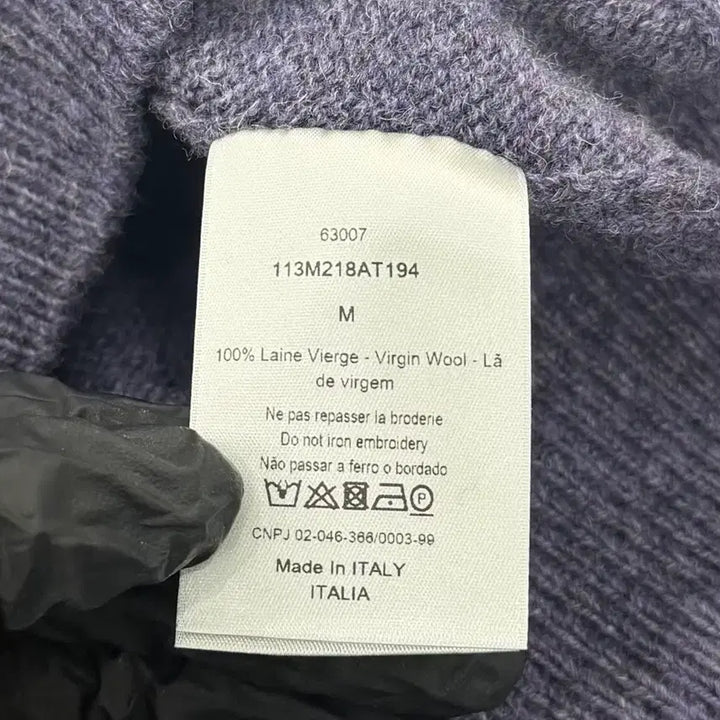 63007
113M218AT194
M
100% Laine Vierge - Virgin Wool - Lã
de virgem
Ne pas repasser la broderie
Do not iron embroidery
Não passar a ferro o bordado
P
CNPJ 02-046-366/0003-99
Made In ITALY
ITALIA